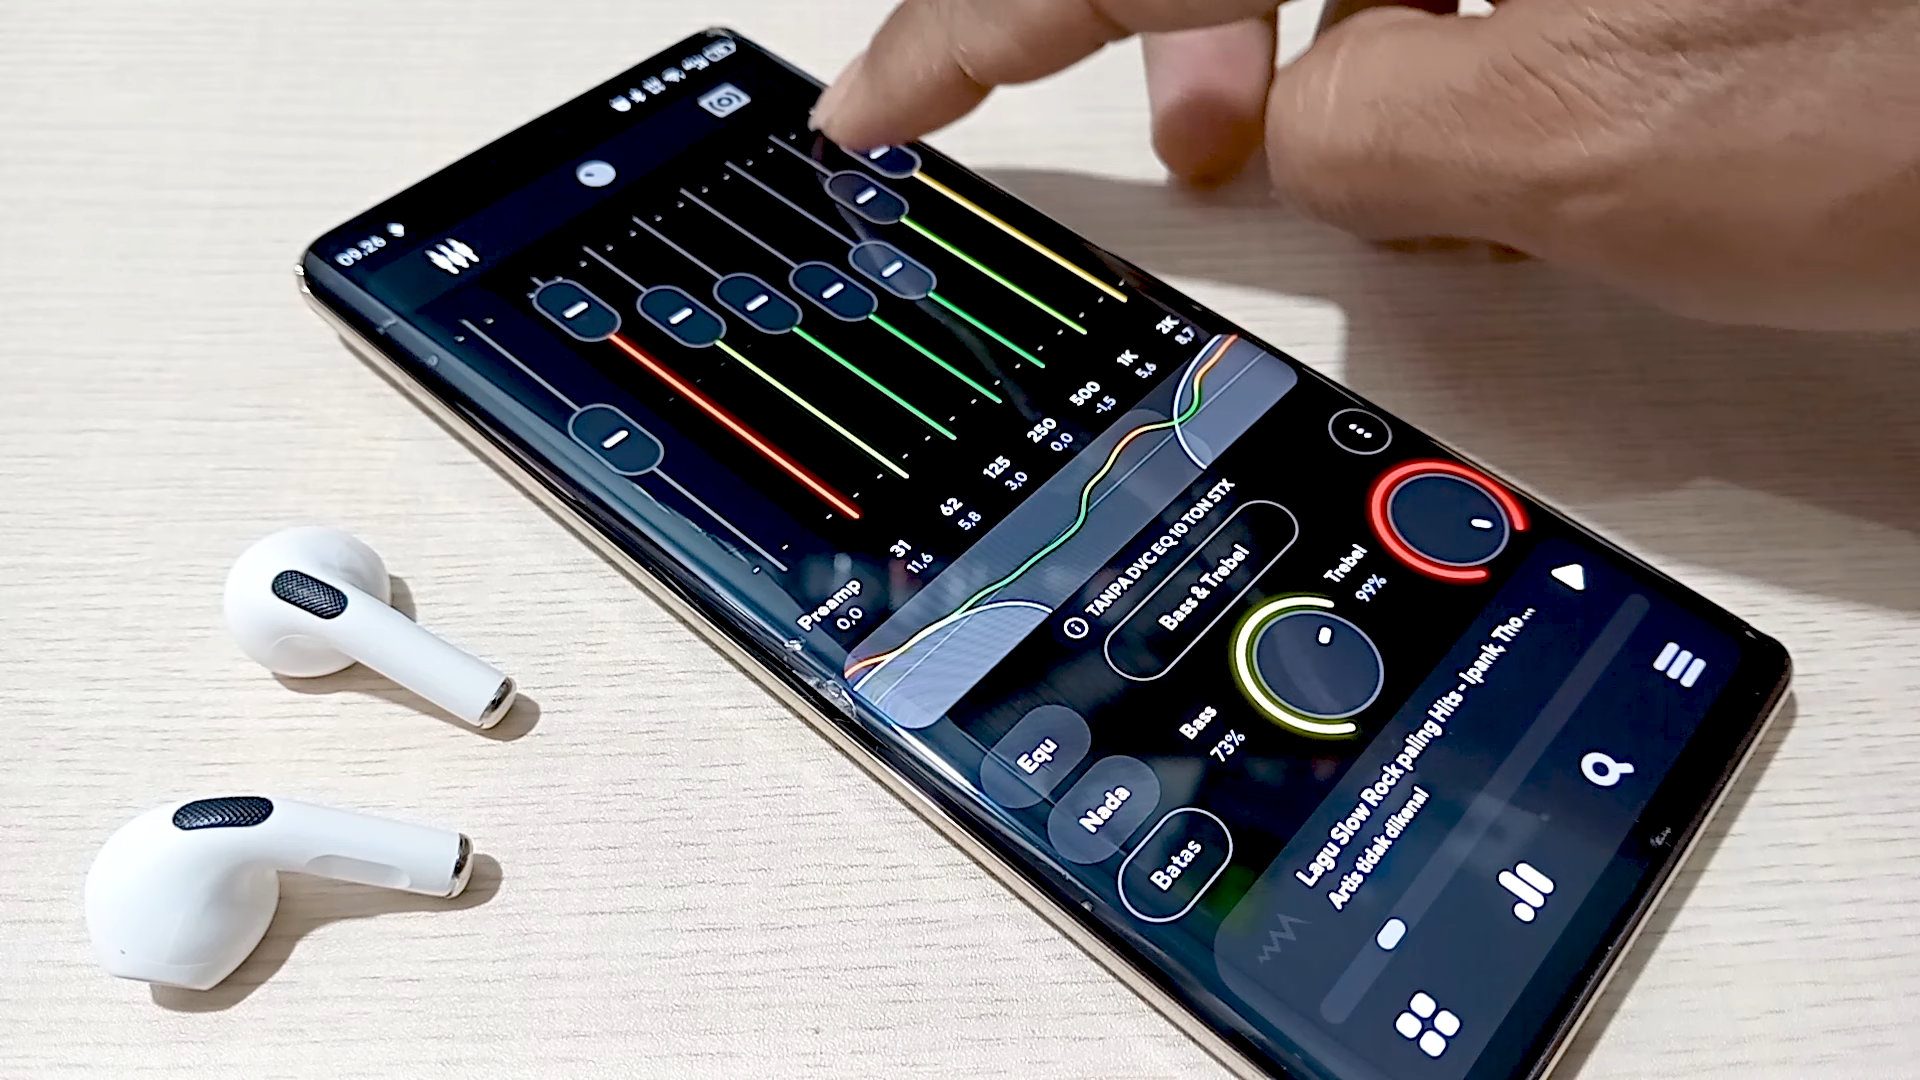 09.26
Preamp
0,0
31
11,6
62
5,8
125
3,0
250
0,0
500
-1,5
1K
5,6
2K
8,7
TANPA DVC EQ 10 TON STX
Equ
Nada
Batas
Bass & Trebel
Bass
73%
Trebel
99%
Lagu Slow Rock paling Hits - Ipank, Tho...
Artis tidak dikenal